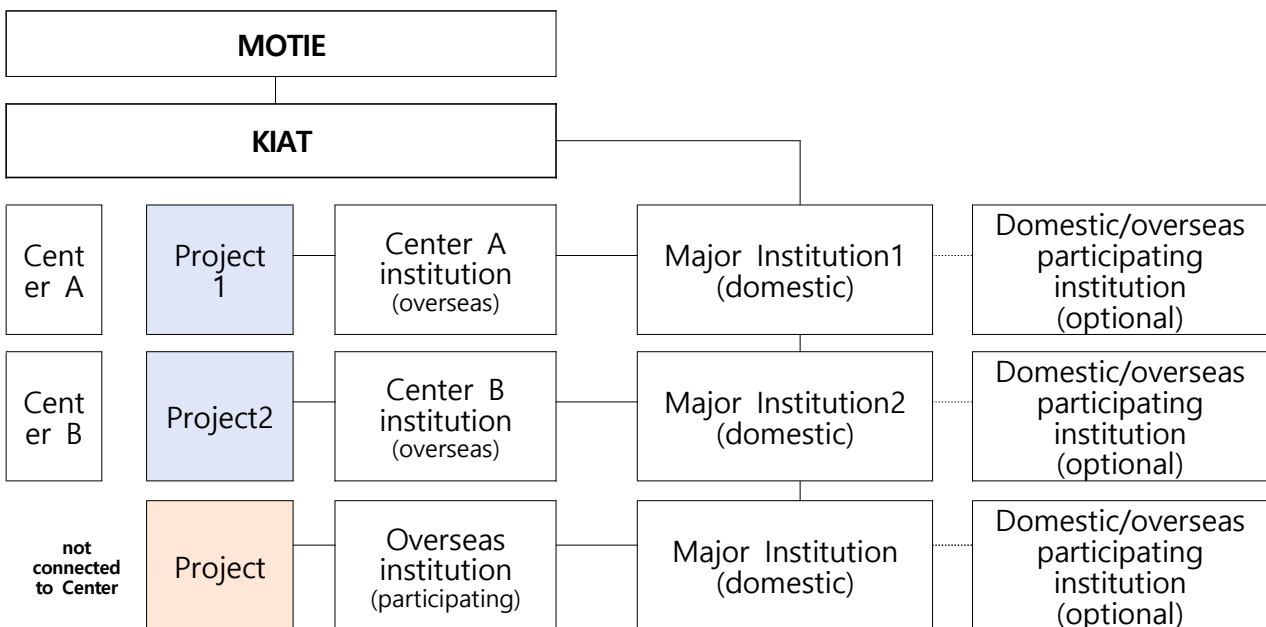 MOTIE
KIAT
Cent
er A
Project
1
Center A
institution
(overseas)
Major Institution1
(domestic)
Domestic/overseas
participating
institution
(optional)
Cent
er B
Project2
Center B
institution
(overseas)
Major Institution2
(domestic)
Domestic/overseas
participating
institution
(optional)
not
connected
to Center
Project
Overseas
institution
(participating)
Major Institution
(domestic)
Domestic/overseas
participating
institution
(optional)